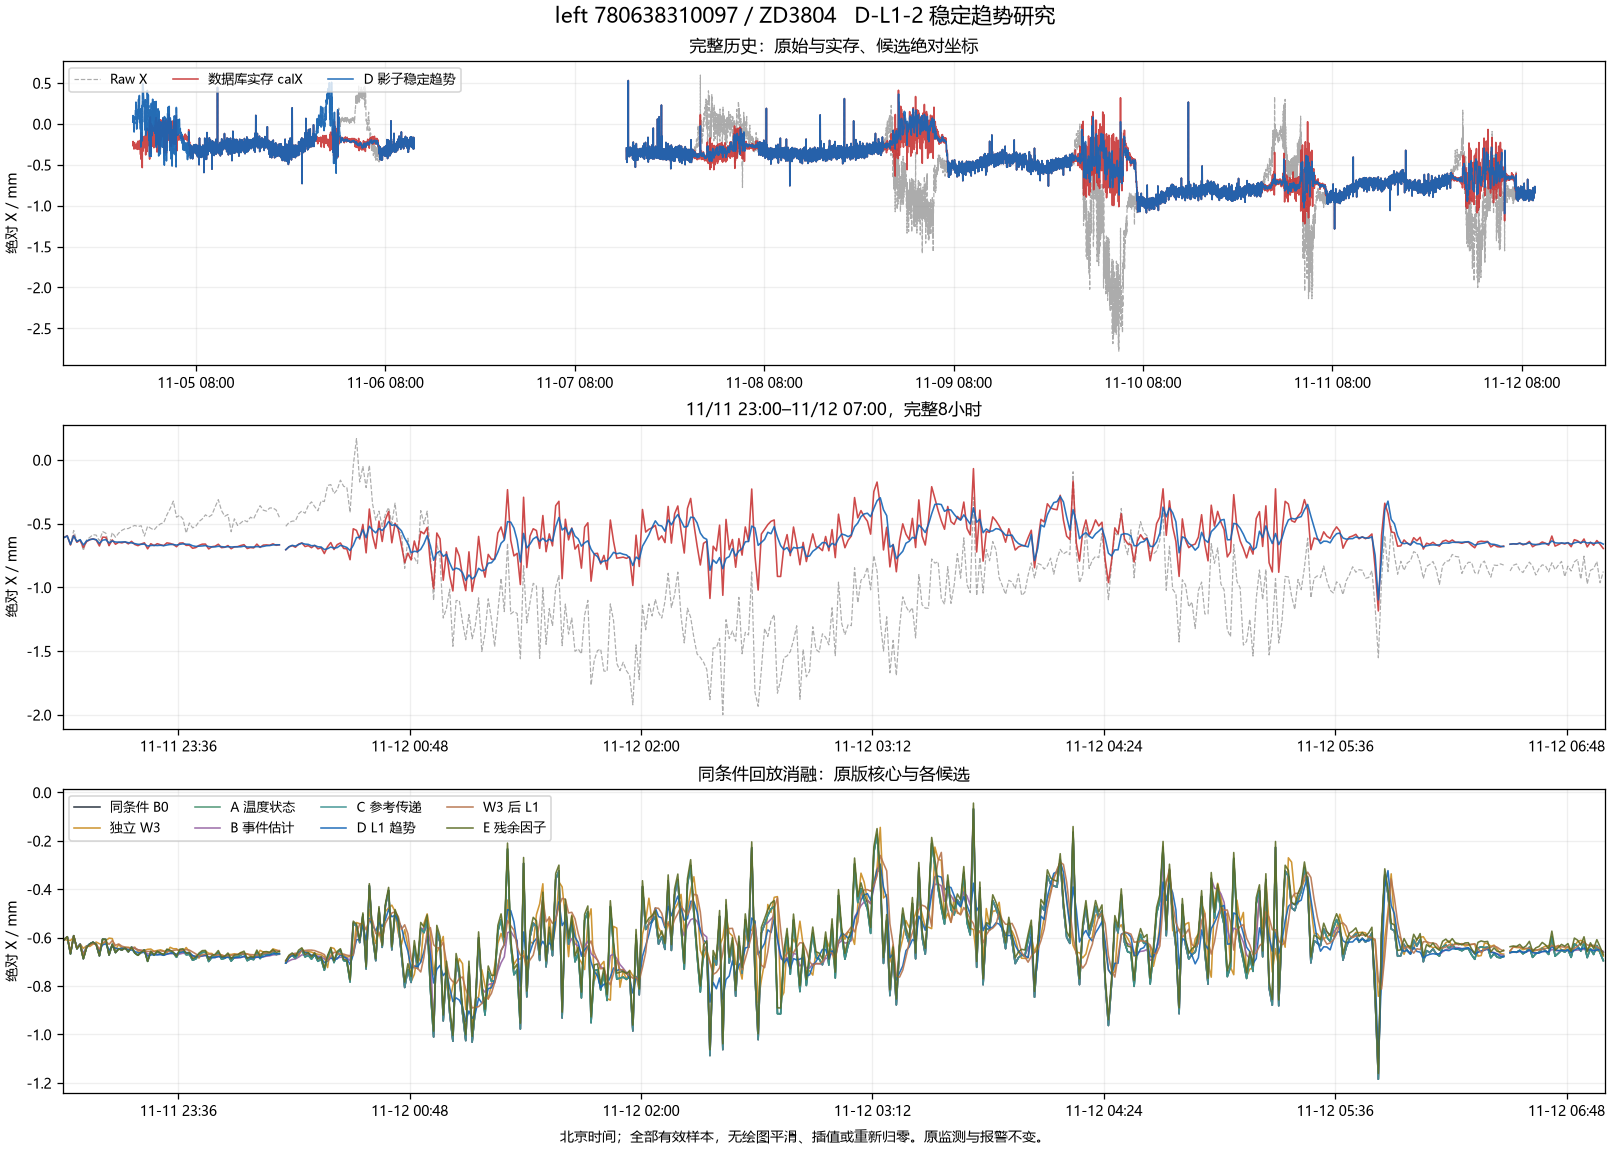 left 780638310097 / ZD3804   D-L1-2 稳定趋势研究
完整历史：原始与实存、候选绝对坐标
Raw X 数据库实存 calX D 影子稳定趋势
绝对 X / mm
0.5
0.0
-0.5
-1.0
-1.5
-2.0
-2.5
11-05 08:00 11-06 08:00 11-07 08:00 11-08 08:00 11-09 08:00 11-10 08:00 11-11 08:00 11-12 08:00
11/11 23:00–11/12 07:00，完整8小时
绝对 X / mm
0.0
-0.5
-1.0
-1.5
-2.0
11-11 23:36 11-12 00:48 11-12 02:00 11-12 03:12 11-12 04:24 11-12 05:36 11-12 06:48
同条件回放消融：原版核心与各候选
同条件 B0 A 温度状态 C 参考传递 W3 后 L1
独立 W3 B 事件估计 D L1 趋势 E 残余因子
绝对 X / mm
0.0
-0.2
-0.4
-0.6
-0.8
-1.0
-1.2
11-11 23:36 11-12 00:48 11-12 02:00 11-12 03:12 11-12 04:24 11-12 05:36 11-12 06:48
北京时间；全部有效样本，无绘图平滑、插值或重新归零。原监测与报警不变。